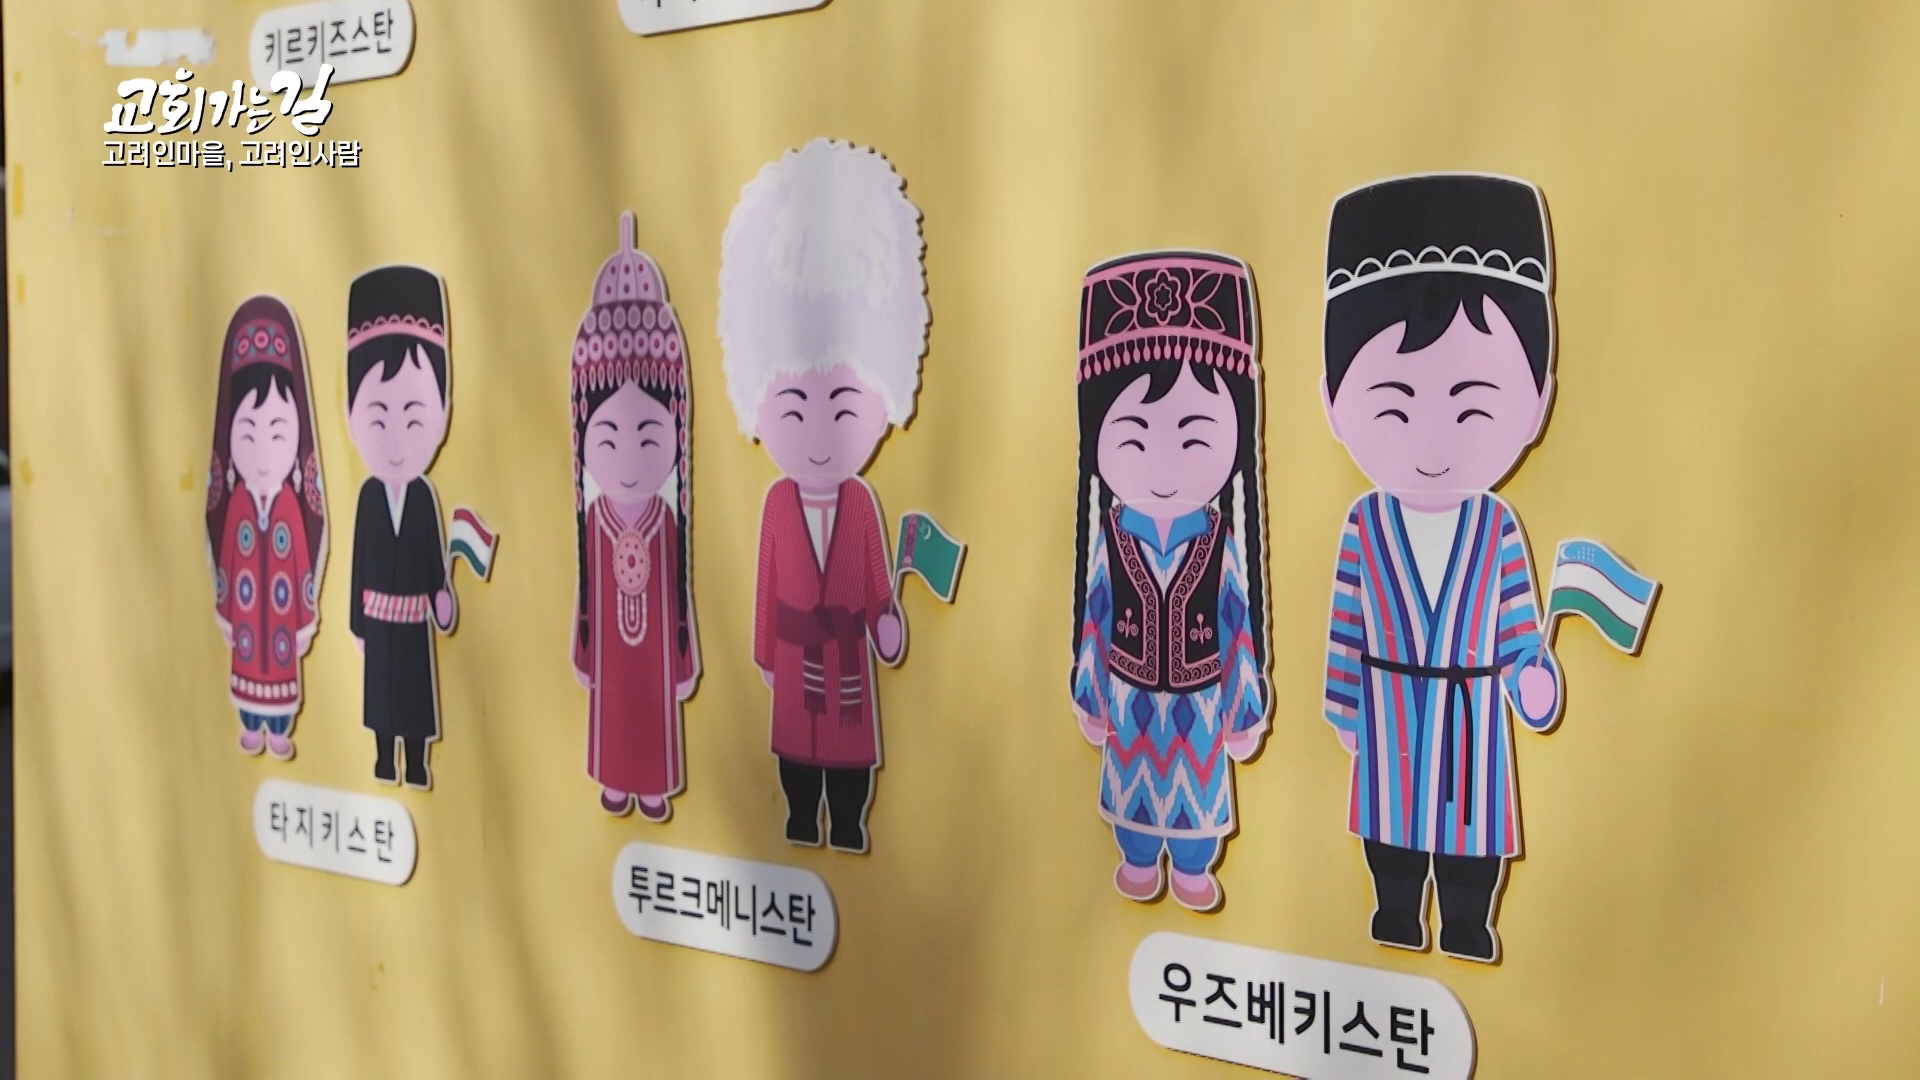 키르키즈스탄
교회가는길
고려인마을, 고려인사람
타지키스탄
투르크메니스탄
우즈베키스탄